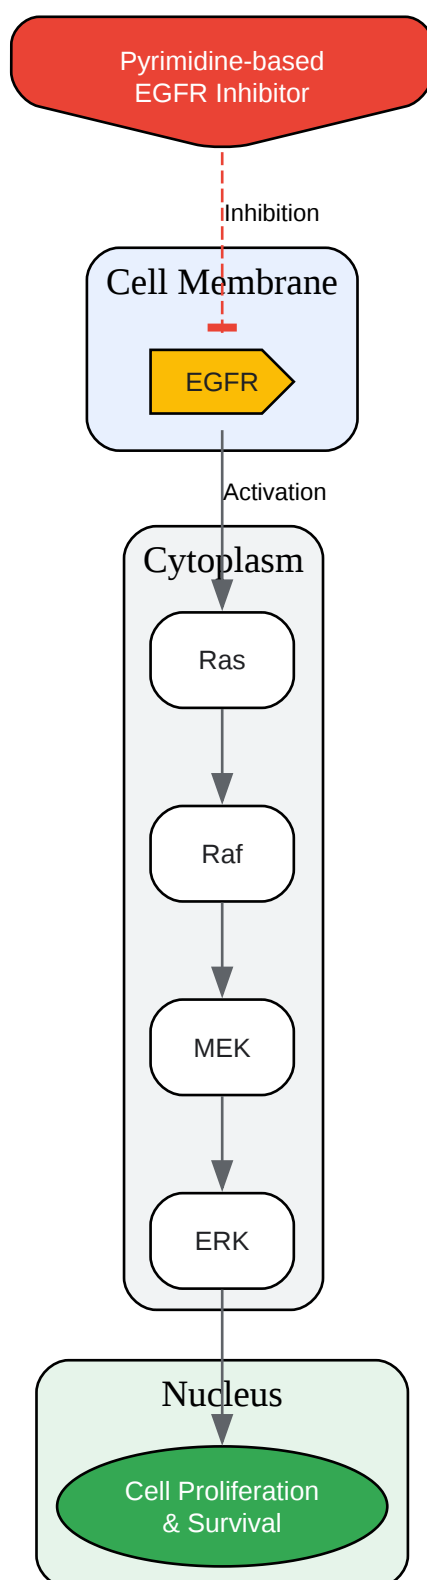 Pyrimidine-based
EGFR Inhibitor
Inhibition
Cell Membrane
EGFR
Activation
Cytoplasm
Ras
Raf
MEK
ERK
Nucleus
Cell Proliferation
& Survival